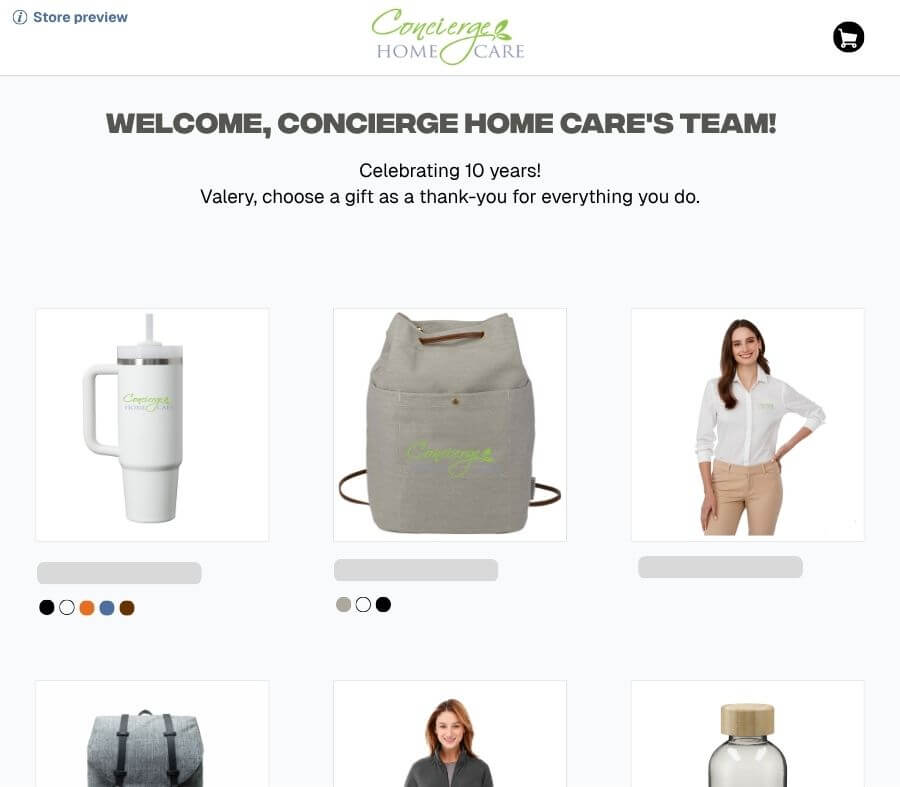 Store preview
Concierge
HOME CARE
WELCOME, CONCIERGE HOME CARE'S TEAM!
Celebrating 10 years!
Valery, choose a gift as a thank-you for everything you do.
Concierge
HOME CARE
Concierge